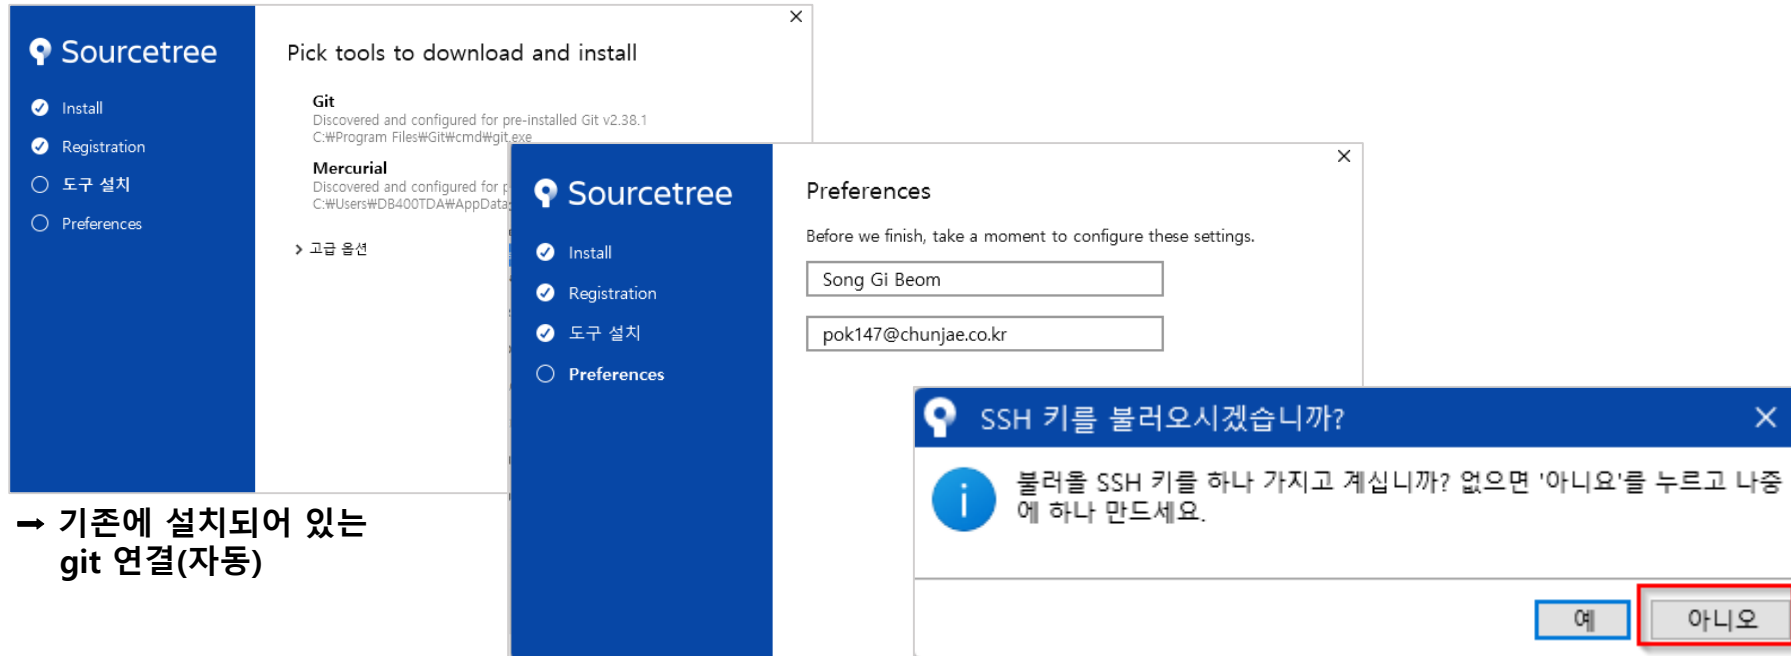 Sourcetree
Install
Registration
도구 설치
Preferences
Pick tools to download and install
Git
Discovered and configured for pre-installed Git v2.38.1
C:₩Program Files₩Git₩cmd₩git.exe
Mercurial
Discovered and configured for
C:₩Users₩DB400TDA₩AppData
고급 옵션
➞ 기존에 설치되어 있는
git 연결(자동)
Sourcetree
Install
Registration
도구 설치
Preferences
Preferences
Before we finish, take a moment to configure these settings.
Song Gi Beom
pok147@chunjae.co.kr
SSH 키를 불러오시겠습니까?
불러올 SSH 키를 하나 가지고 계십니까? 없으면 '아니요'를 누르고 나중
에 하나 만드세요.
예
아니오